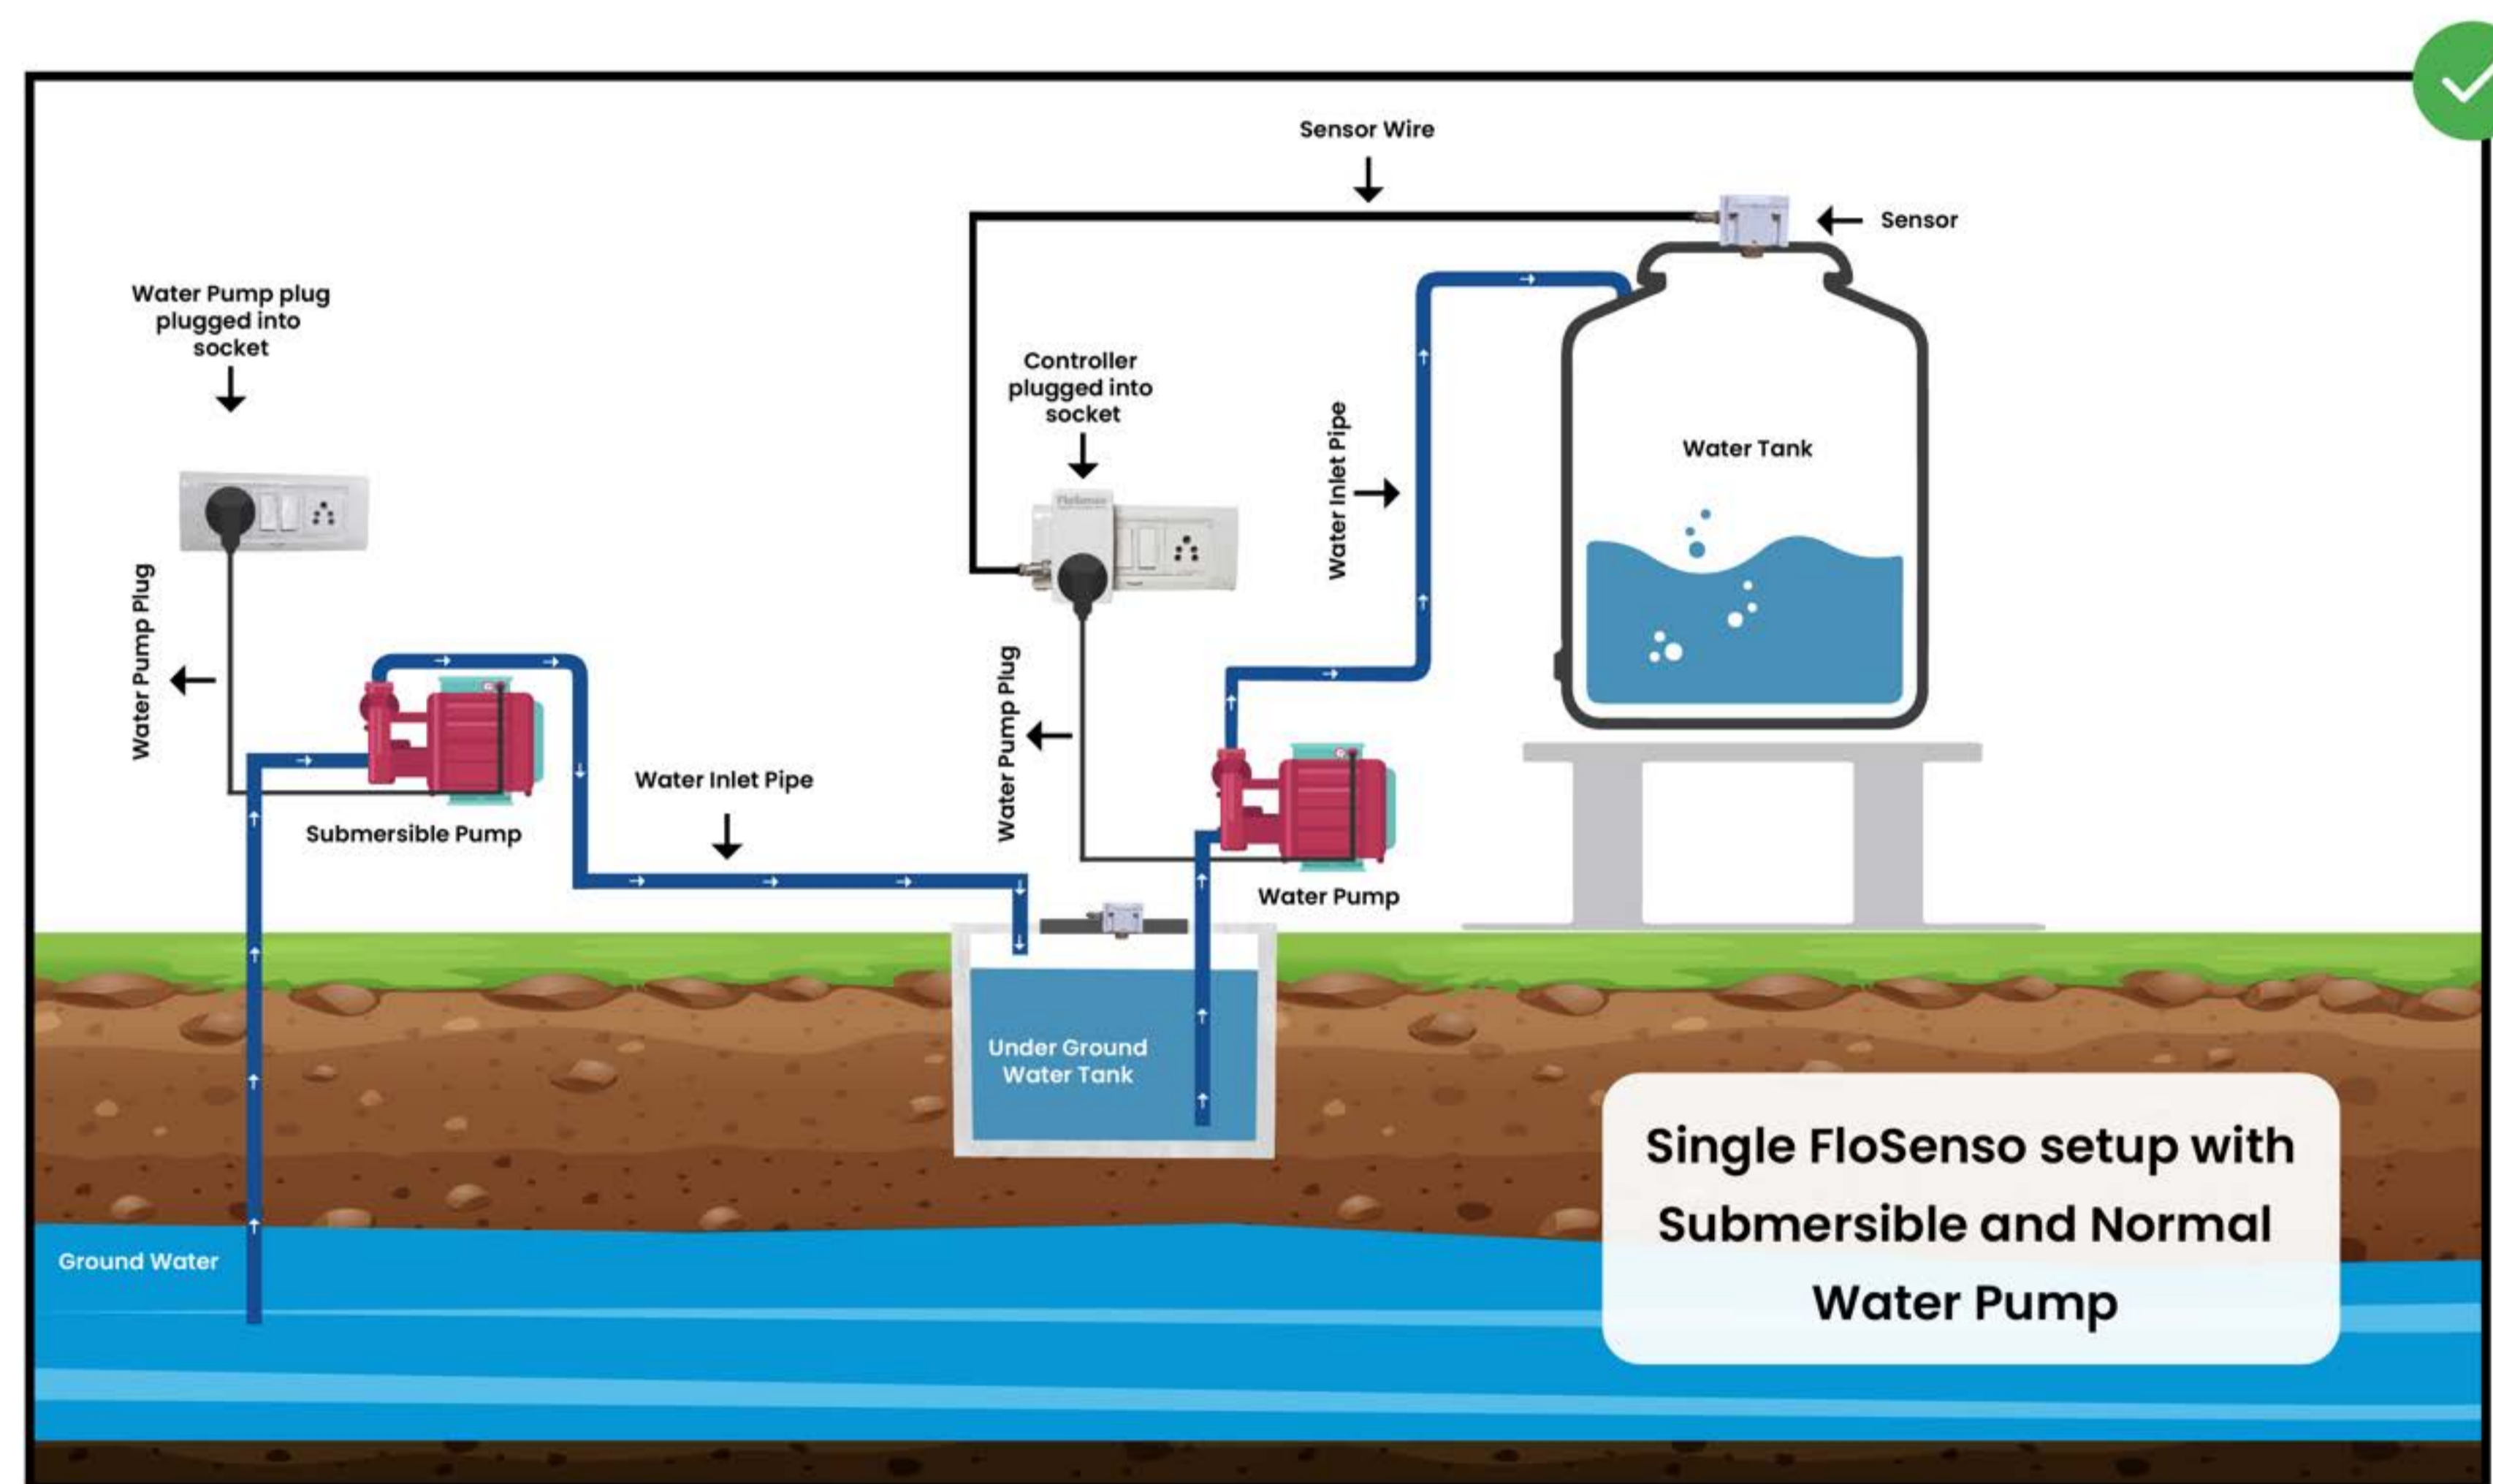 Sensor Wire
Sensor
Water Pump plug
plugged into
socket
Controller
plugged into
socket
Water Inlet Pipe
Water Tank
FloSenso
Water Pump Plug
Water Pump Plug
Water Inlet Pipe
Submersible Pump
Water Pump
Under Ground
Water Tank
Ground Water
Single FloSenso setup with
Submersible and Normal
Water Pump